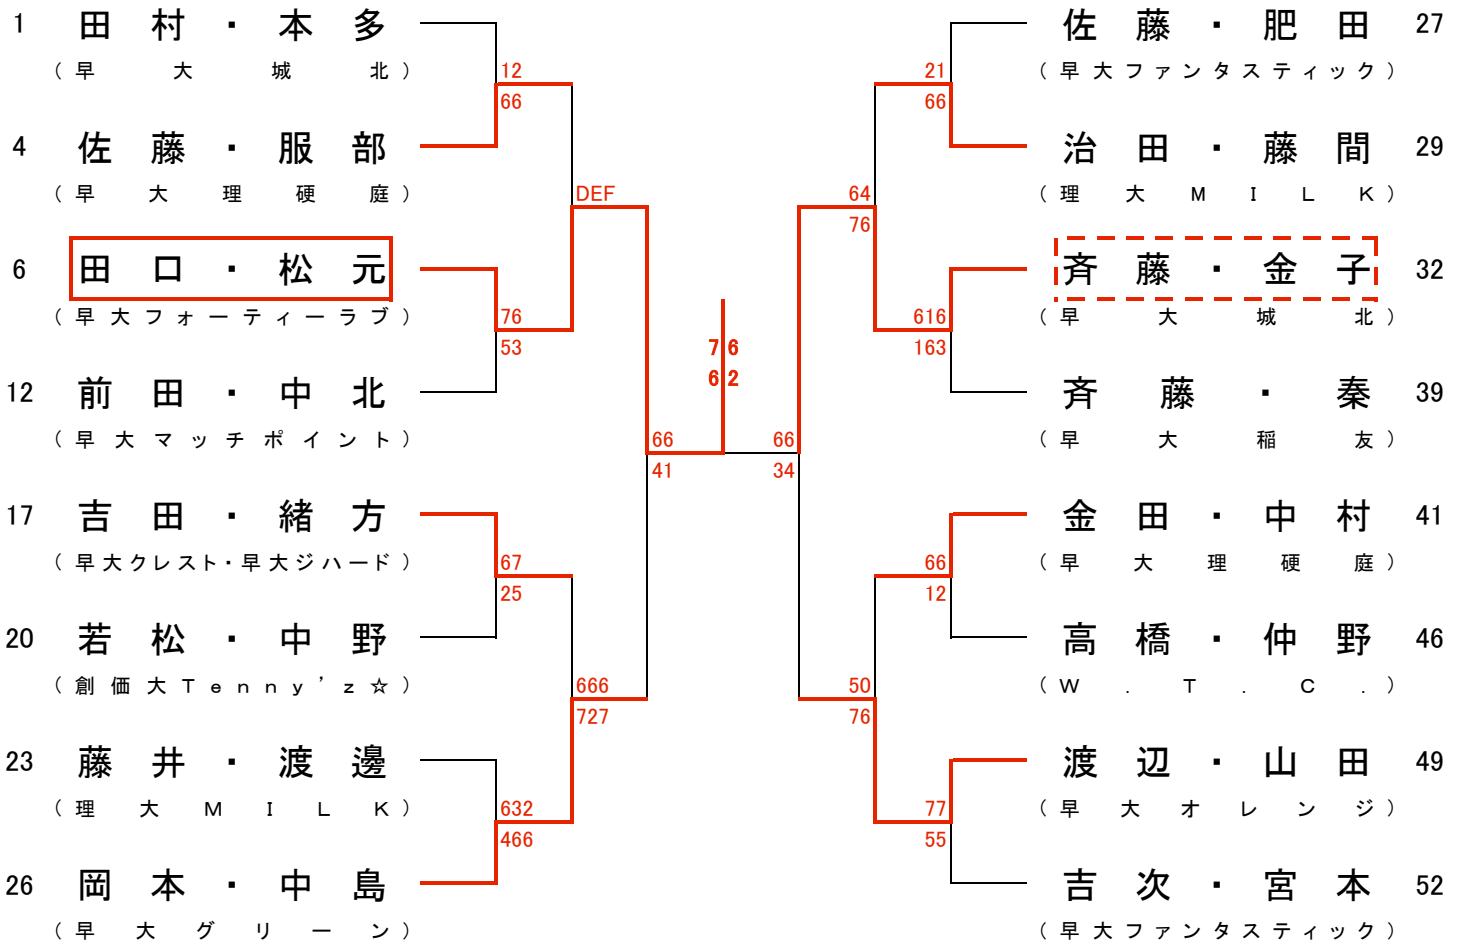 1 田村・本多
(早大城北)
12
66
4 佐藤・服部
(早大理硬庭)
DEF
6 田口・松元
(早大フォーティーラブ)
76
53
12 前田・中北
(早大マッチポイント)
66
41
17 吉田・緒方
(早大クレスト・早大ジハード)
67
25
20 若松・中野
(創価大Tenny'z☆)
666
727
23 藤井・渡邊
(理大MILK)
632
466
26 岡本・中島
(早大グリーン)
76
62
佐藤・肥田 27
(早大ファンタスティック)
21
66
治田・藤間 29
(理大MILK)
64
76
斉藤・金子 32
(早大城北)
616
163
斉藤・秦 39
(早大稲友)
66
34
金田・中村 41
(早大理硬庭)
66
12
高橋・仲野 46
(W.T.C.)
50
76
渡辺・山田 49
(早大オレンジ)
77
55
吉次・宮本 52
(早大ファンタスティック)